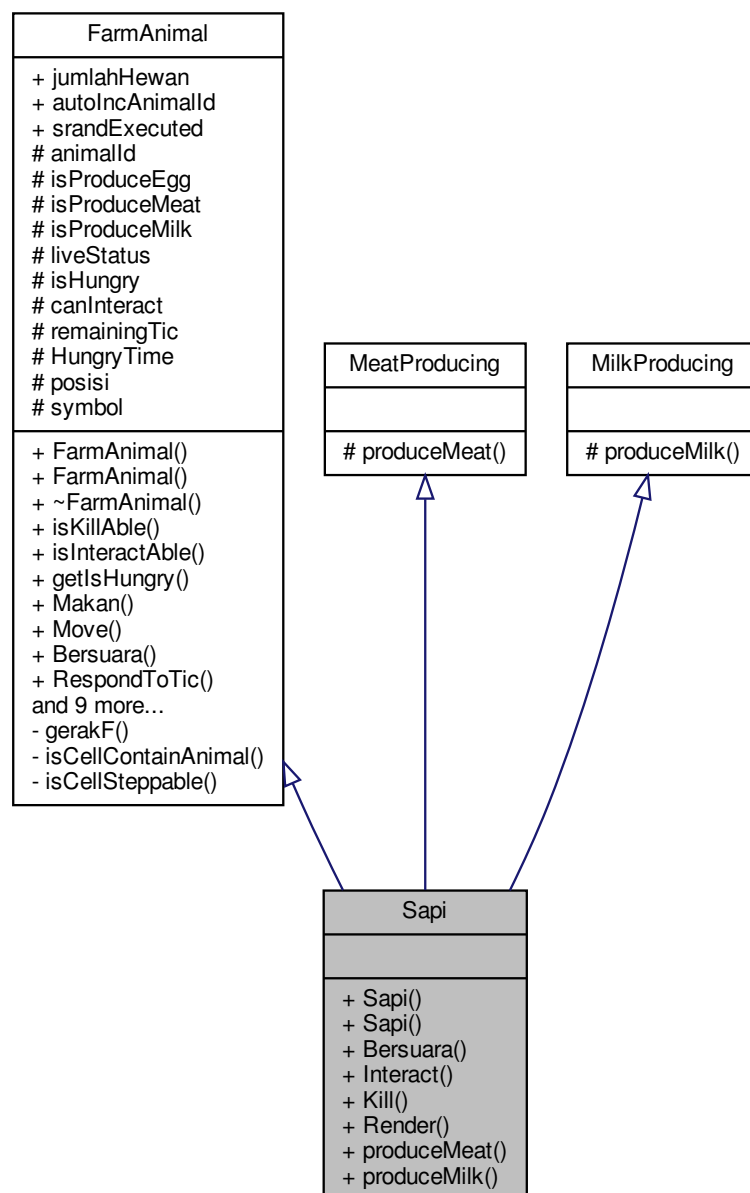 FarmAnimal
+ jumlahHewan
+ autoIncAnimalId
+ srandExecuted
# animalId
# isProduceEgg
# isProduceMeat
# isProduceMilk
# liveStatus
# isHungry
# canInteract
# remainingTic
# HungryTime
# posisi
# symbol
+ FarmAnimal()
+ FarmAnimal()
+ ~FarmAnimal()
+ isKillAble()
+ isInteractAble()
+ getIsHungry()
+ Makan()
+ Move()
+ Bersuara()
+ RespondToTic()
and 9 more...
- gerakF()
- isCellContainAnimal()
- isCellSteppable()
MeatProducing
# produceMeat()
MilkProducing
# produceMilk()
Sapi
+ Sapi()
+ Sapi()
+ Bersuara()
+ Interact()
+ Kill()
+ Render()
+ produceMeat()
+ produceMilk()